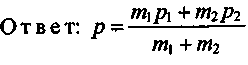 Ответ: p = (m₁p₁ + m₂p₂) / (m₁ + m₂)